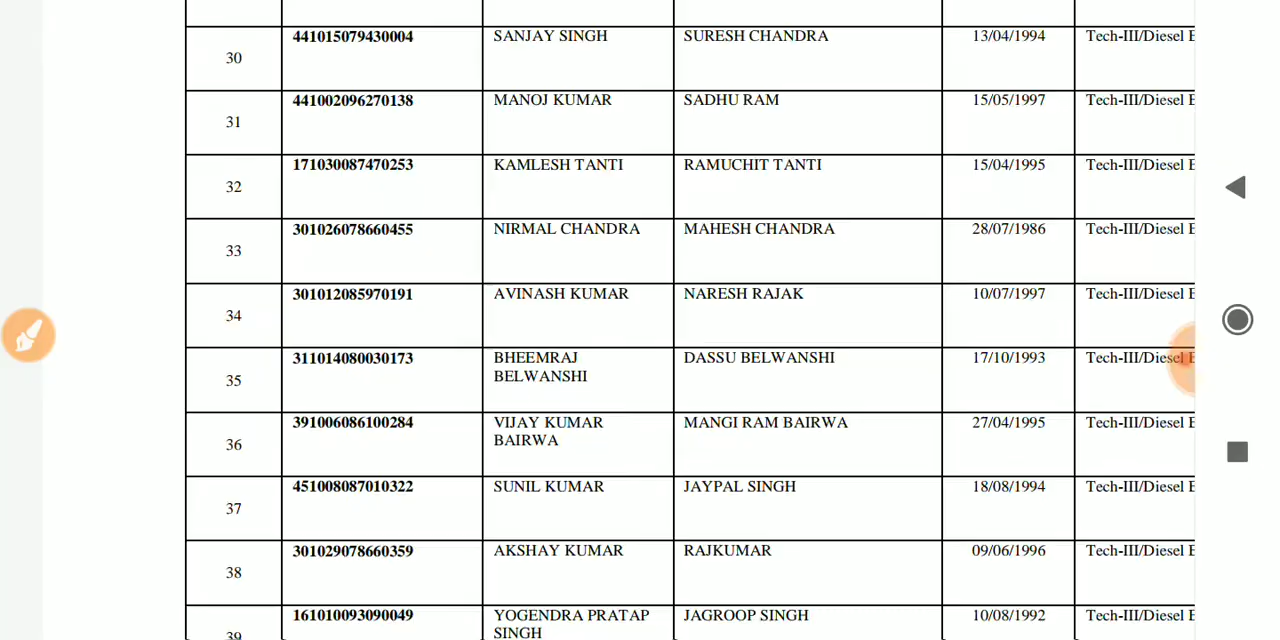 30 441015079430004 SANJAY SINGH SURESH CHANDRA 13/04/1994 Tech-III/Diesel E
31 441002096270138 MANOJ KUMAR SADHU RAM 15/05/1997 Tech-III/Diesel E
32 171030087470253 KAMLESH TANTI RAMUCHIT TANTI 15/04/1995 Tech-III/Diesel E
33 301026078660455 NIRMAL CHANDRA MAHESH CHANDRA 28/07/1986 Tech-III/Diesel E
34 301012085970191 AVINASH KUMAR NARESH RAJAK 10/07/1997 Tech-III/Diesel E
35 311014080030173 BHEEMRAJ DASSU BELWANSHI 17/10/1993 Tech-III/Diesel E
BELWANSHI
36 391006086100284 VIJAY KUMAR MANGI RAM BAIRWA 27/04/1995 Tech-III/Diesel E
BAIRWA
37 451008087010322 SUNIL KUMAR JAYPAL SINGH 18/08/1994 Tech-III/Diesel E
38 301029078660359 AKSHAY KUMAR RAJKUMAR 09/06/1996 Tech-III/Diesel E
39 161010093090049 YOGENDRA PRATAP JAGROOP SINGH 10/08/1992 Tech-III/Diesel E
SINGH